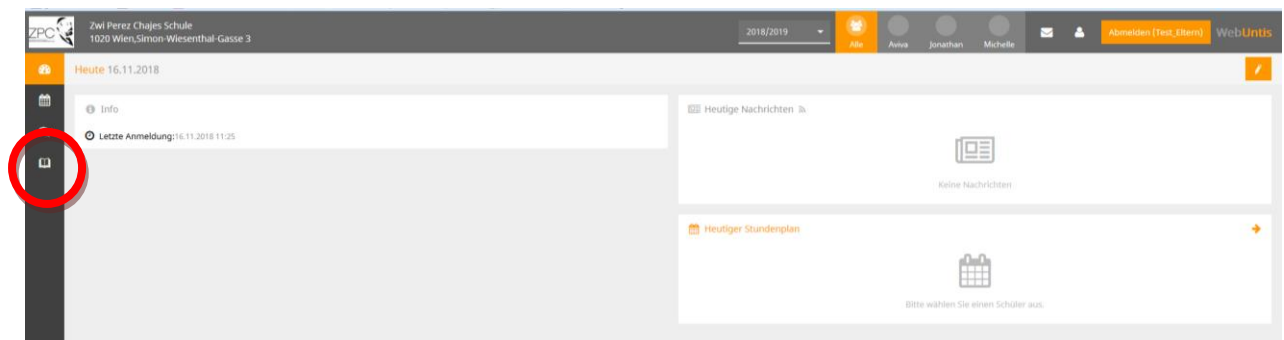 ZPC
Zwi Perez Chajes Schule
1020 Wien,Simon-Wiesenthal-Gasse 3
2018/2019
Alle
Aviva
Jonathan
Michelle
Abmelden (Test_Eltern)
WebUntis
Heute 16.11.2018
Info
Letzte Anmeldung:16.11.2018 11:25
Heutige Nachrichten
Keine Nachrichten
Heutiger Stundenplan
Bitte wählen Sie einen Schüler aus.